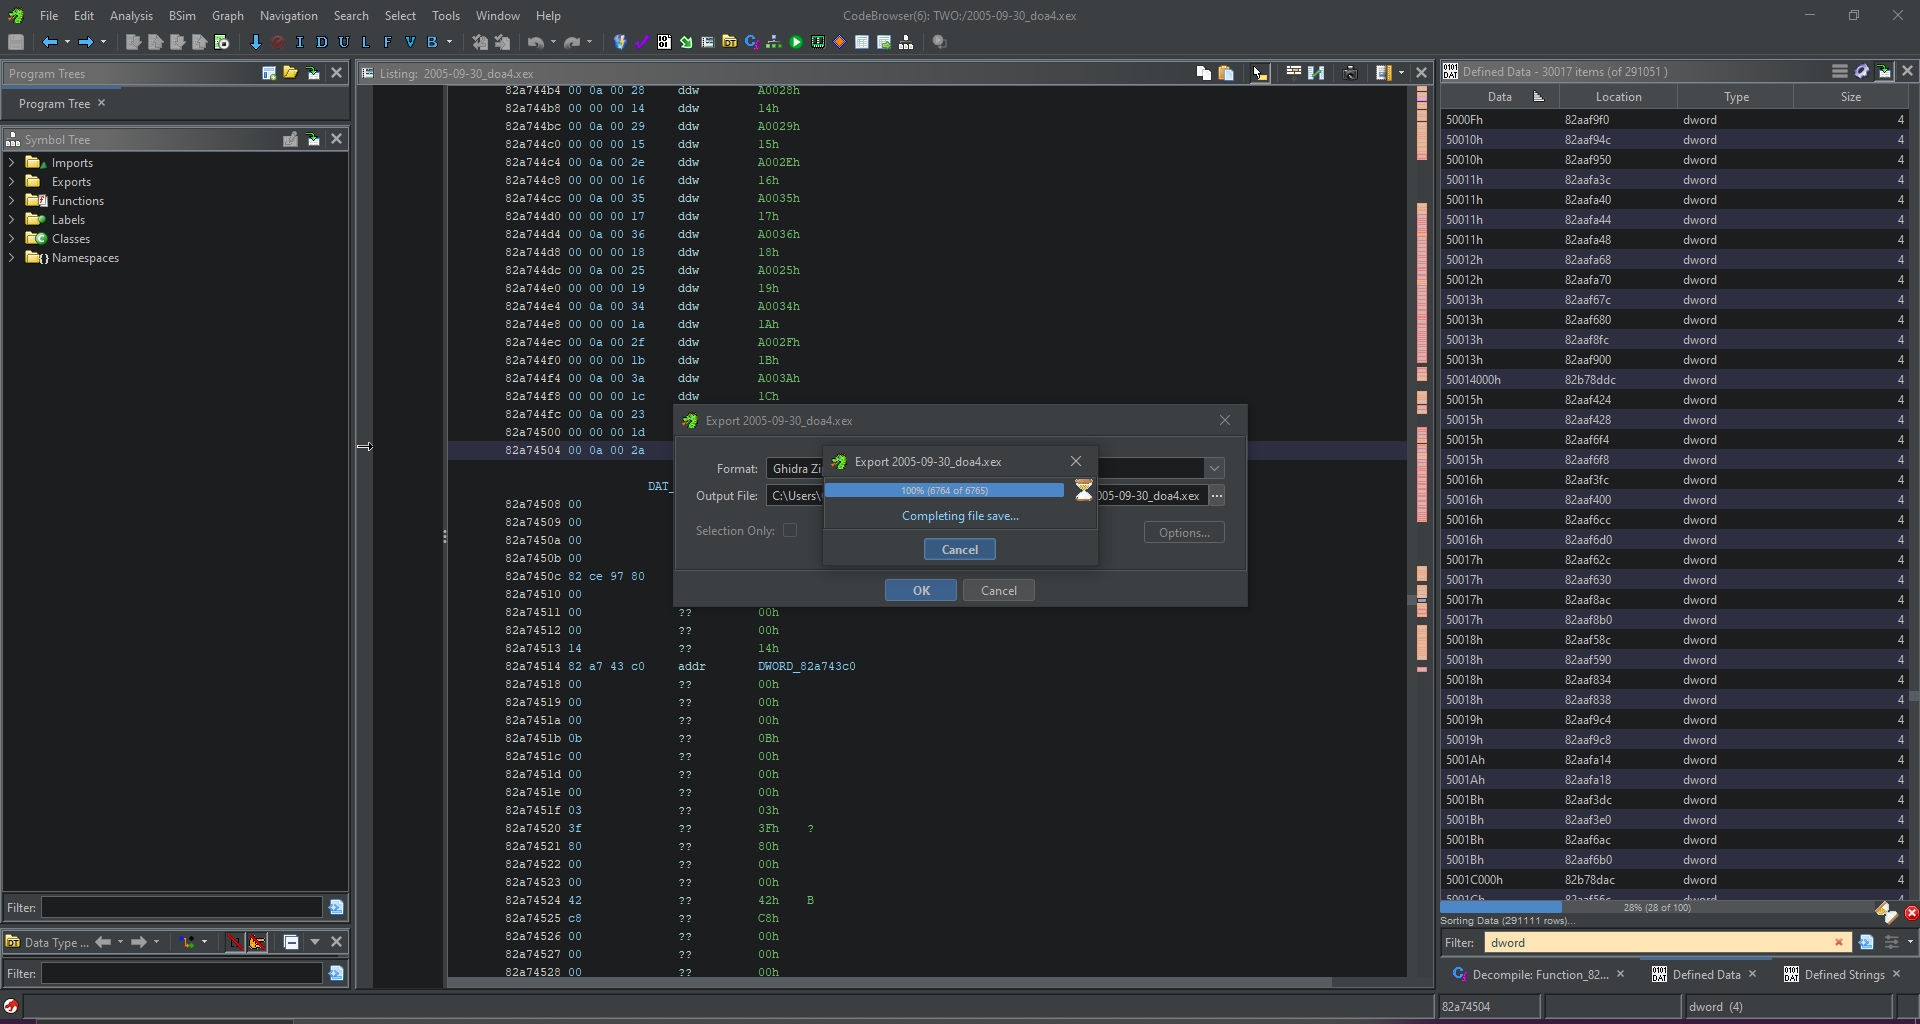 File Edit Analysis BSim Graph Navigation Search Select Tools Window Help
CodeBrowser(6): TWO:/2005-09-30_doa4.xex
I D U L F V B
Program Trees
Program Tree
Symbol Tree
Imports
Exports
Functions
Labels
Classes
Namespaces
Filter:
Data Type ...
Filter:
Listing: 2005-09-30_doa4.xex
82a744b4 00 0a 00 28 ddw A0028h
82a744b8 00 00 00 14 ddw 14h
82a744bc 00 0a 00 29 ddw A0029h
82a744c0 00 00 00 15 ddw 15h
82a744c4 00 0a 00 2e ddw A002Eh
82a744c8 00 00 00 16 ddw 16h
82a744cc 00 0a 00 35 ddw A0035h
82a744d0 00 00 00 17 ddw 17h
82a744d4 00 0a 00 36 ddw A0036h
82a744d8 00 00 00 18 ddw 18h
82a744dc 00 0a 00 25 ddw A0025h
82a744e0 00 00 00 19 ddw 19h
82a744e4 00 0a 00 34 ddw A0034h
82a744e8 00 00 00 1a ddw 1Ah
82a744ec 00 0a 00 2f ddw A002Fh
82a744f0 00 00 00 1b ddw 1Bh
82a744f4 00 0a 00 3a ddw A003Ah
82a744f8 00 00 00 1c ddw 1Ch
82a744fc 00 0a 00 23
82a74500 00 00 00 1d
82a74504 00 0a 00 2a
DAT_
82a74508 00
82a74509 00
82a7450a 00
82a7450b 00
82a7450c 82 ce 97 80
82a74510 00
82a74511 00 ?? 00h
82a74512 00 ?? 00h
82a74513 14 ?? 14h
82a74514 82 a7 43 c0 addr DWORD_82a743c0
82a74518 00 ?? 00h
82a74519 00 ?? 00h
82a7451a 00 ?? 00h
82a7451b 0b ?? 0Bh
82a7451c 00 ?? 00h
82a7451d 00 ?? 00h
82a7451e 00 ?? 00h
82a7451f 03 ?? 03h
82a74520 3f ?? 3Fh ?
82a74521 80 ?? 80h
82a74522 00 ?? 00h
82a74523 00 ?? 00h
82a74524 42 ?? 42h B
82a74525 c8 ?? C8h
82a74526 00 ?? 00h
82a74527 00 ?? 00h
82a74528 00 ?? 00h
Export 2005-09-30_doa4.xex
Format: Ghidra Zi
Output File: C:\Users\ 005-09-30_doa4.xex ...
Selection Only: Options...
OK Cancel
Export 2005-09-30_doa4.xex
100% (6764 of 6765)
Completing file save...
Cancel
Defined Data - 30017 items (of 291051 )
Data Location Type Size
5000Fh 82aaf9f0 dword 4
50010h 82aaf94c dword 4
50010h 82aaf950 dword 4
50011h 82aafa3c dword 4
50011h 82aafa40 dword 4
50011h 82aafa44 dword 4
50011h 82aafa48 dword 4
50012h 82aafa68 dword 4
50012h 82aafa70 dword 4
50013h 82aaf67c dword 4
50013h 82aaf680 dword 4
50013h 82aaf8fc dword 4
50013h 82aaf900 dword 4
50014000h 82b78ddc dword 4
50015h 82aaf424 dword 4
50015h 82aaf428 dword 4
50015h 82aaf6f4 dword 4
50015h 82aaf6f8 dword 4
50016h 82aaf3fc dword 4
50016h 82aaf400 dword 4
50016h 82aaf6cc dword 4
50016h 82aaf6d0 dword 4
50017h 82aaf62c dword 4
50017h 82aaf630 dword 4
50017h 82aaf8ac dword 4
50017h 82aaf8b0 dword 4
50018h 82aaf58c dword 4
50018h 82aaf590 dword 4
50018h 82aaf834 dword 4
50018h 82aaf838 dword 4
50019h 82aaf9c4 dword 4
50019h 82aaf9c8 dword 4
5001Ah 82aafa14 dword 4
5001Ah 82aafa18 dword 4
5001Bh 82aaf3dc dword 4
5001Bh 82aaf3e0 dword 4
5001Bh 82aaf6ac dword 4
5001Bh 82aaf6b0 dword 4
5001C000h 82b78dac dword 4
5001Ch 82aaf56c dword 4
28% (28 of 100)
Sorting Data (291111 rows)...
Filter: dword
Decompile: Function_82... Defined Data Defined Strings
82a74504 dword (4)